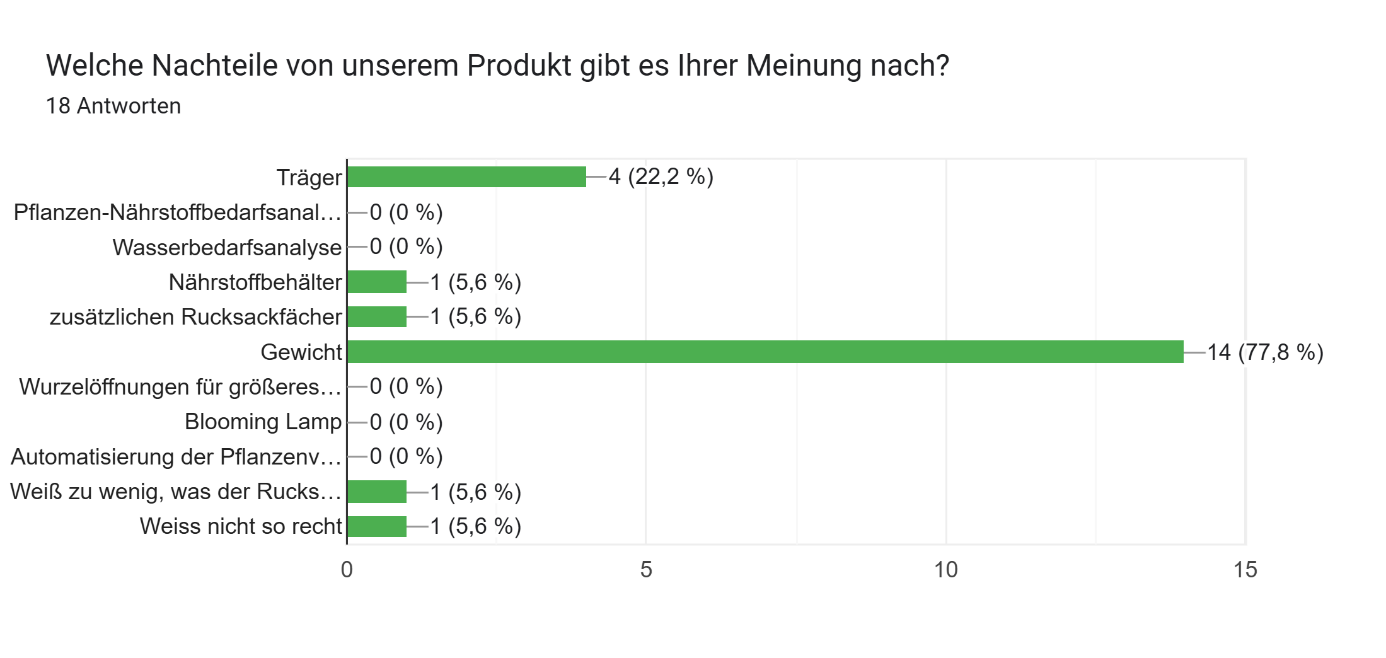 Welche Nachteile von unserem Produkt gibt es Ihrer Meinung nach?
18 Antworten
Träger 4 (22,2 %)
Pflanzen-Nährstoffbedarfsanal… 0 (0 %)
Wasserbedarfsanalyse 0 (0 %)
Nährstoffbehälter 1 (5,6 %)
zusätzlichen Rucksackfächer 1 (5,6 %)
Gewicht 14 (77,8 %)
Wurzelöffnungen für größeres… 0 (0 %)
Blooming Lamp 0 (0 %)
Automatisierung der Pflanzenv… 0 (0 %)
Weiß zu wenig, was der Rucks… 1 (5,6 %)
Weiss nicht so recht 1 (5,6 %)
0 5 10 15